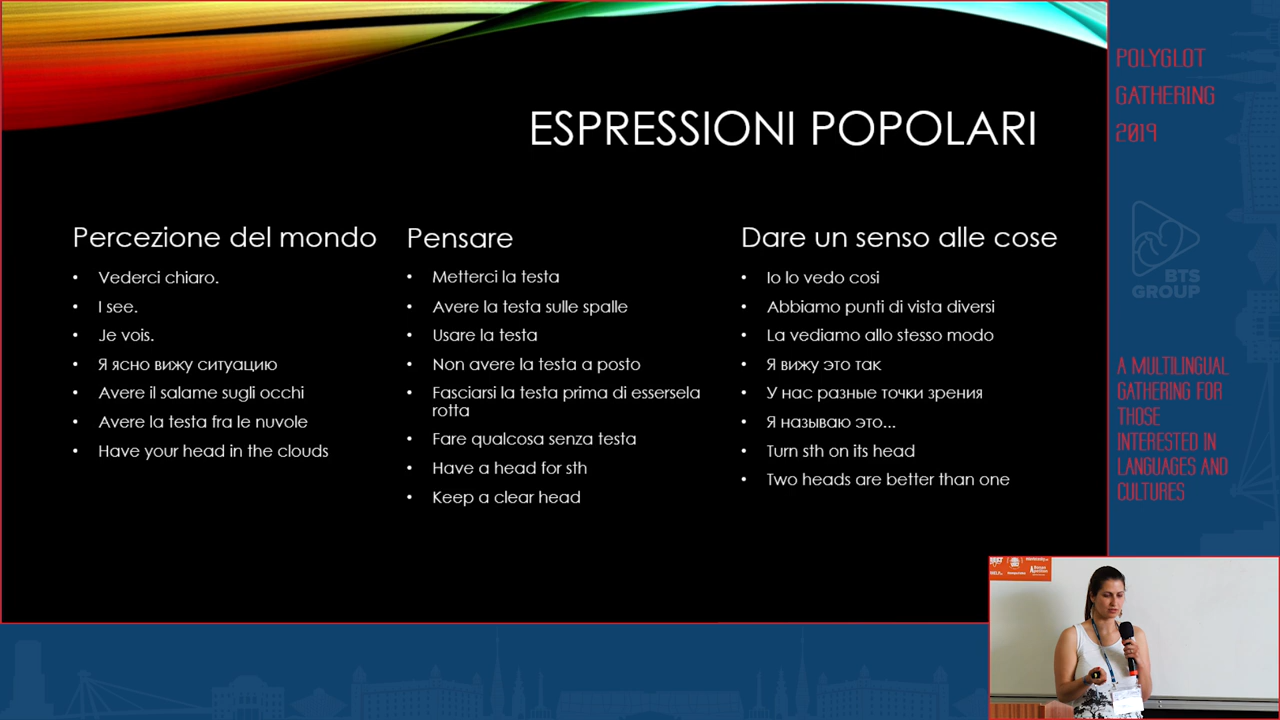 ESPRESSIONI POPOLARI
Percezione del mondo
• Vederci chiaro.
• I see.
• Je vois.
• Я ясно вижу ситуацию
• Avere il salame sugli occhi
• Avere la testa fra le nuvole
• Have your head in the clouds
Pensare
• Metterci la testa
• Avere la testa sulle spalle
• Usare la testa
• Non avere la testa a posto
• Fasciarsi la testa prima di essersela
rotta
• Fare qualcosa senza testa
• Have a head for sth
• Keep a clear head
Dare un senso alle cose
• Io lo vedo cosi
• Abbiamo punti di vista diversi
• La vediamo allo stesso modo
• Я вижу это так
• У нас разные точки зрения
• Я называю это...
• Turn sth on its head
• Two heads are better than one
POLYGLOT
GATHERING
2019
BTS
GROUP
A MULTILINGUAL
GATHERING FOR
THOSE
INTERESTED IN
LANGUAGES AND
CULTURES